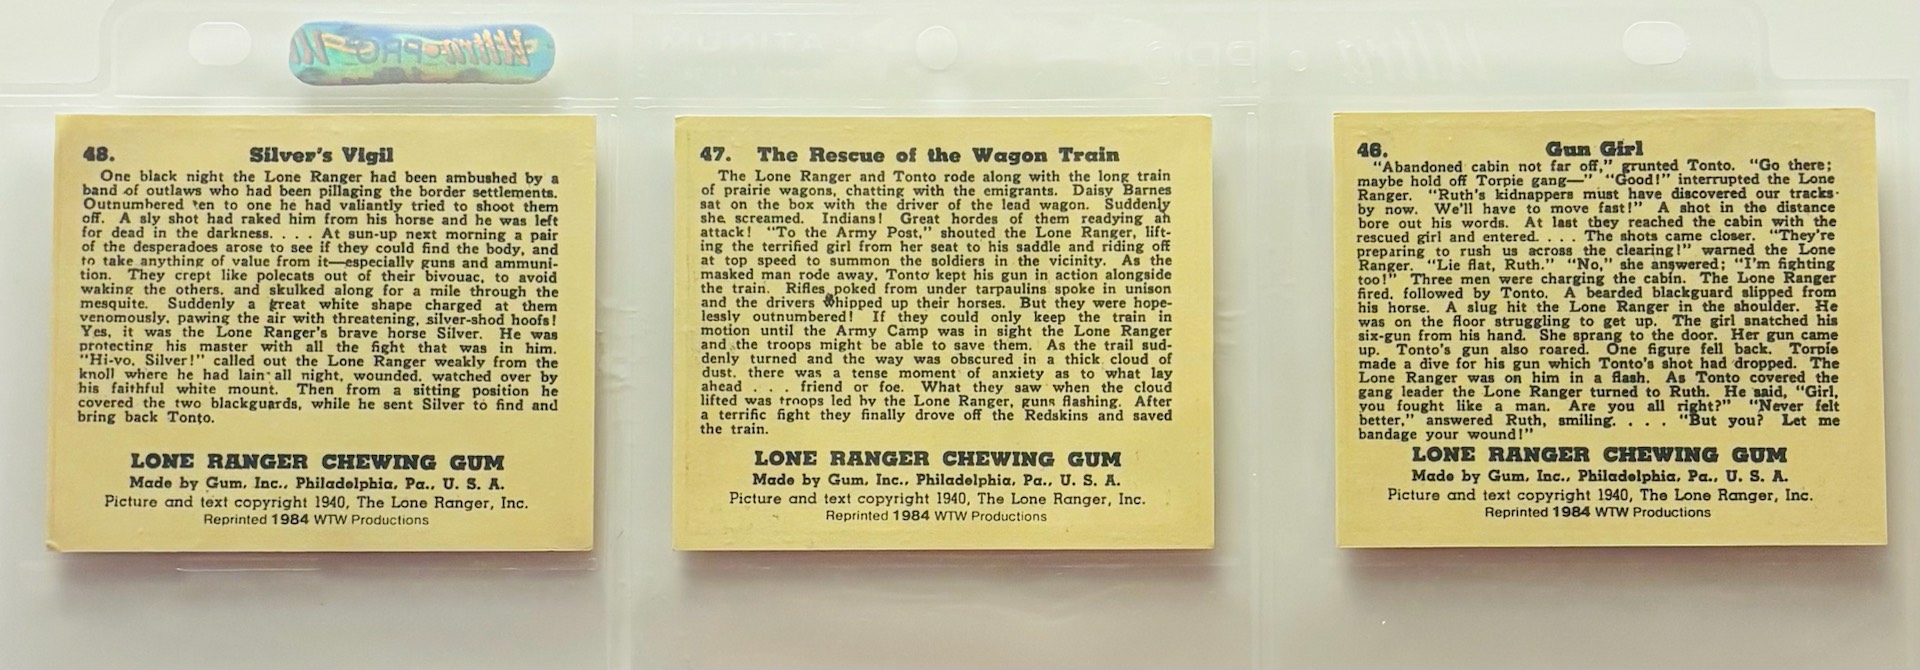 48. Silver's Vigil
One black night the Lone Ranger had been ambushed by a
band of outlaws who had been pillaging the border settlements.
Outnumbered ten to one he had valiantly tried to shoot them
off. A sly shot had raked him from his horse and he was left
for dead in the darkness. . . . At sun-up next morning a pair
of the desperadoes arose to see if they could find the body, and
to take anything of value from it—especially guns and ammuni-
tion. They crept like polecats out of their bivouac, to avoid
waking the others, and skulked along for a mile through the
mesquite. Suddenly a great white shape charged at them
venomously, pawing the air with threatening, silver-shod hoofs!
Yes, it was the Lone Ranger's brave horse Silver. He was
protecting his master with all the fight that was in him.
"Hi-yo, Silver!" called out the Lone Ranger weakly from the
knoll where he had lain all night, wounded, watched over by
his faithful white mount. Then from a sitting position he
covered the two blackguards, while he sent Silver to find and
bring back Tonto.
LONE RANGER CHEWING GUM
Made by Gum, Inc., Philadelphia, Pa., U. S. A.
Picture and text copyright 1940, The Lone Ranger, Inc.
Reprinted 1984 WTW Productions
47. The Rescue of the Wagon Train
The Lone Ranger and Tonto rode along with the long train
of prairie wagons, chatting with the emigrants. Daisy Barnes
sat on the box with the driver of the lead wagon. Suddenly
she screamed. Indians! Great hordes of them readying an
attack! "To the Army Post," shouted the Lone Ranger, lift-
ing the terrified girl from her seat to his saddle and riding off
at top speed to summon the soldiers in the vicinity. As the
masked man rode away, Tonto kept his gun in action alongside
the train. Rifles poked from under tarpaulins spoke in unison
and the drivers whipped up their horses. But they were hope-
lessly outnumbered! If they could only keep the train in
motion until the Army Camp was in sight the Lone Ranger
and the troops might be able to save them. As the trail sud-
denly turned and the way was obscured in a thick cloud of
dust, there was a tense moment of anxiety as to what lay
ahead . . . friend or foe. What they saw when the cloud
lifted was troops led by the Lone Ranger, guns flashing. After
a terrific fight they finally drove off the Redskins and saved
the train.
LONE RANGER CHEWING GUM
Made by Gum, Inc., Philadelphia, Pa., U. S. A.
Picture and text copyright 1940, The Lone Ranger, Inc.
Reprinted 1984 WTW Productions
46. Gun Girl
"Abandoned cabin not far off," grunted Tonto. "Go there;
maybe hold off Torpie gang—" "Good!" interrupted the Lone
Ranger. "Ruth's kidnappers must have discovered our tracks
by now. We'll have to move fast!" A shot in the distance
bore out his words. At last they reached the cabin with the
rescued girl and entered. . . . The shots came closer. "They're
preparing to rush us across the clearing!" warned the Lone
Ranger. "Lie flat, Ruth." "No," she answered; "I'm fighting
too!" Three men were charging the cabin. The Lone Ranger
fired, followed by Tonto. A bearded blackguard slipped from
his horse. A slug hit the Lone Ranger in the shoulder. He
was on the floor struggling to get up. The girl snatched his
six-gun from his hand. She sprang to the door. Her gun came
up. Tonto's gun also roared. One figure fell back. Torpie
made a dive for his gun which Tonto's shot had dropped. The
Lone Ranger was on him in a flash. As Tonto covered the
gang leader the Lone Ranger turned to Ruth. He said, "Girl,
you fought like a man. Are you all right?" "Never felt
better," answered Ruth, smiling. . . . "But you? Let me
bandage your wound!"
LONE RANGER CHEWING GUM
Made by Gum, Inc., Philadelphia, Pa., U. S. A.
Picture and text copyright 1940, The Lone Ranger, Inc.
Reprinted 1984 WTW Productions